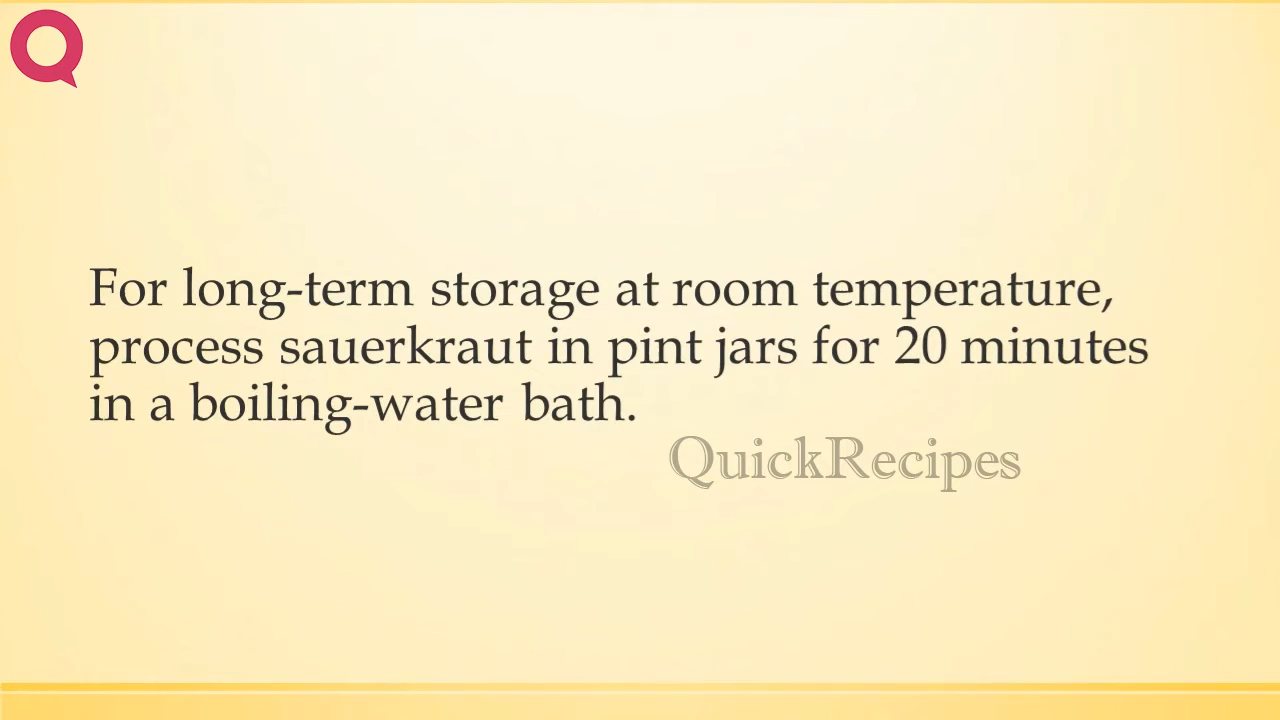 For long-term storage at room temperature,
process sauerkraut in pint jars for 20 minutes
in a boiling-water bath.
QuickRecipes